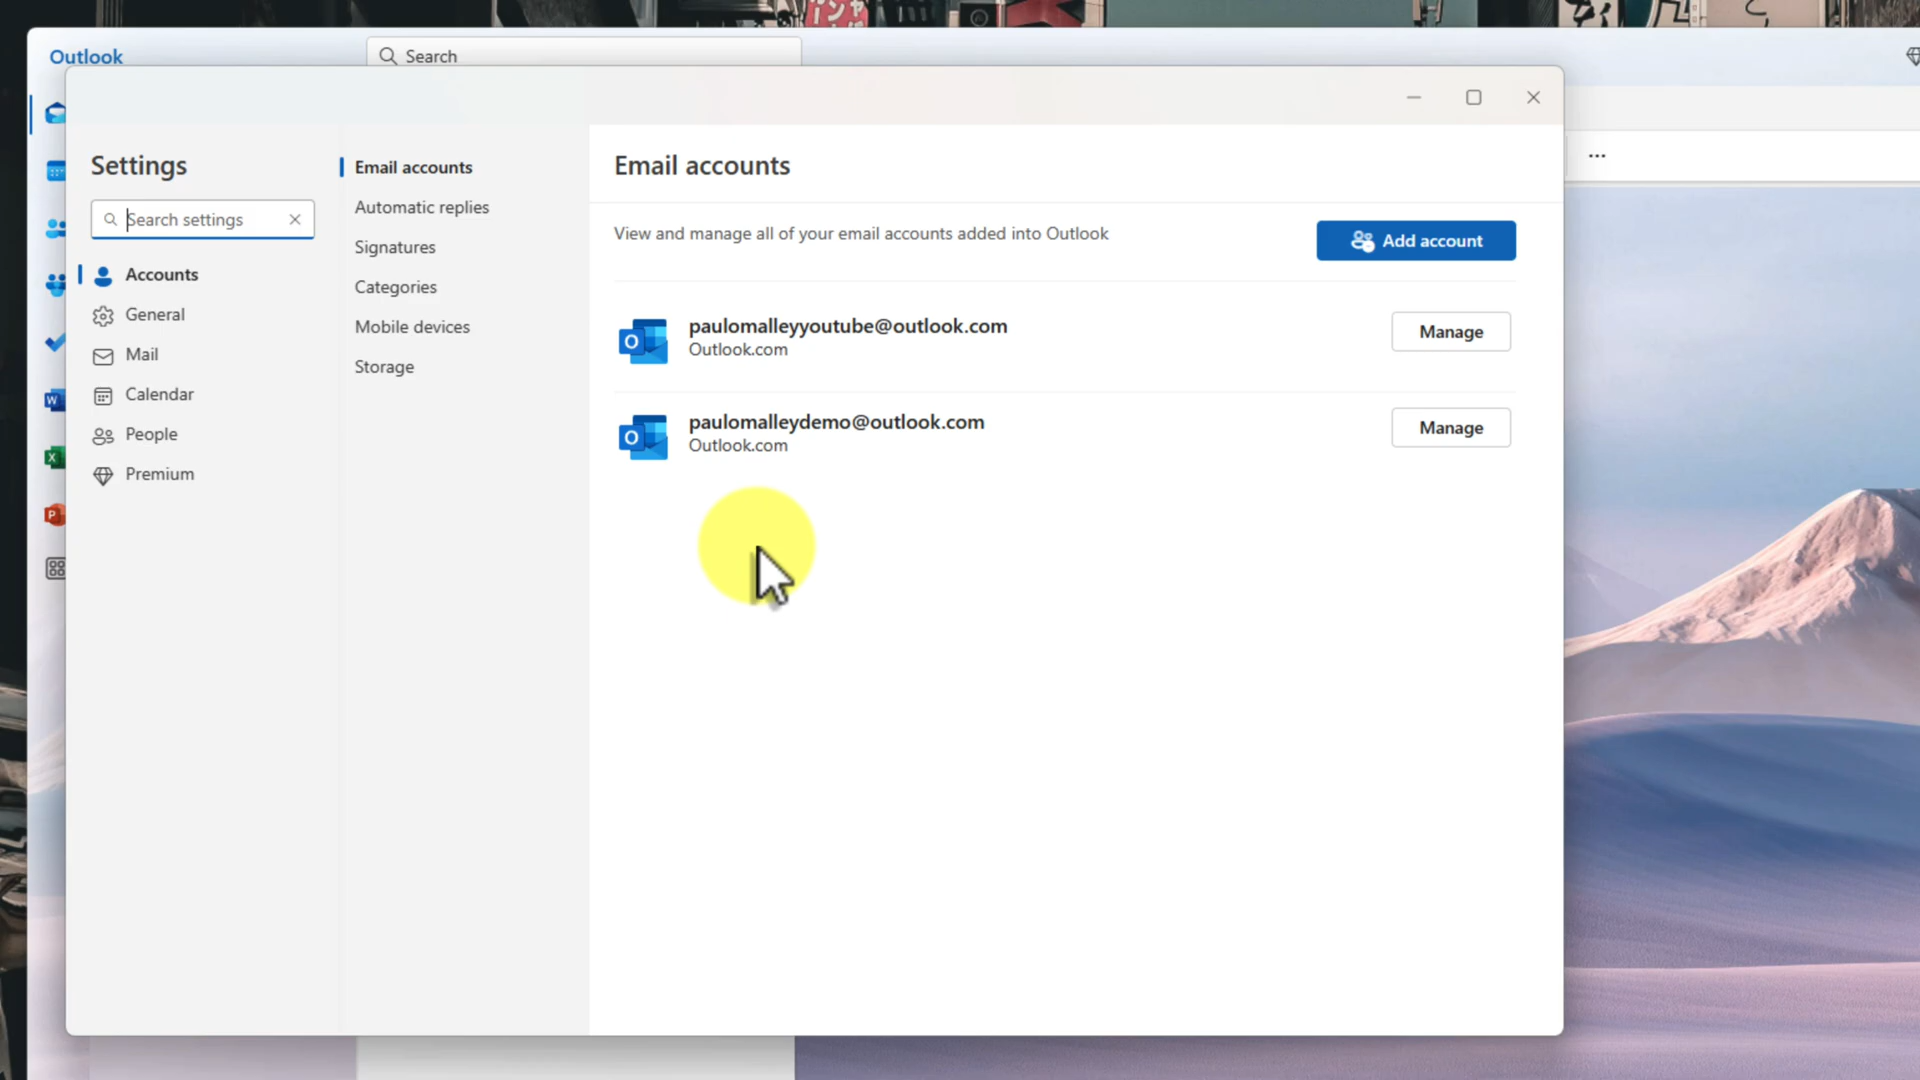 Outlook
Search
Settings
Search settings
Accounts
General
Mail
Calendar
People
Premium
Email accounts
Automatic replies
Signatures
Categories
Mobile devices
Storage
Email accounts
View and manage all of your email accounts added into Outlook
Add account
paulomalleyyoutube@outlook.com
Outlook.com
Manage
paulomalleydemo@outlook.com
Outlook.com
Manage